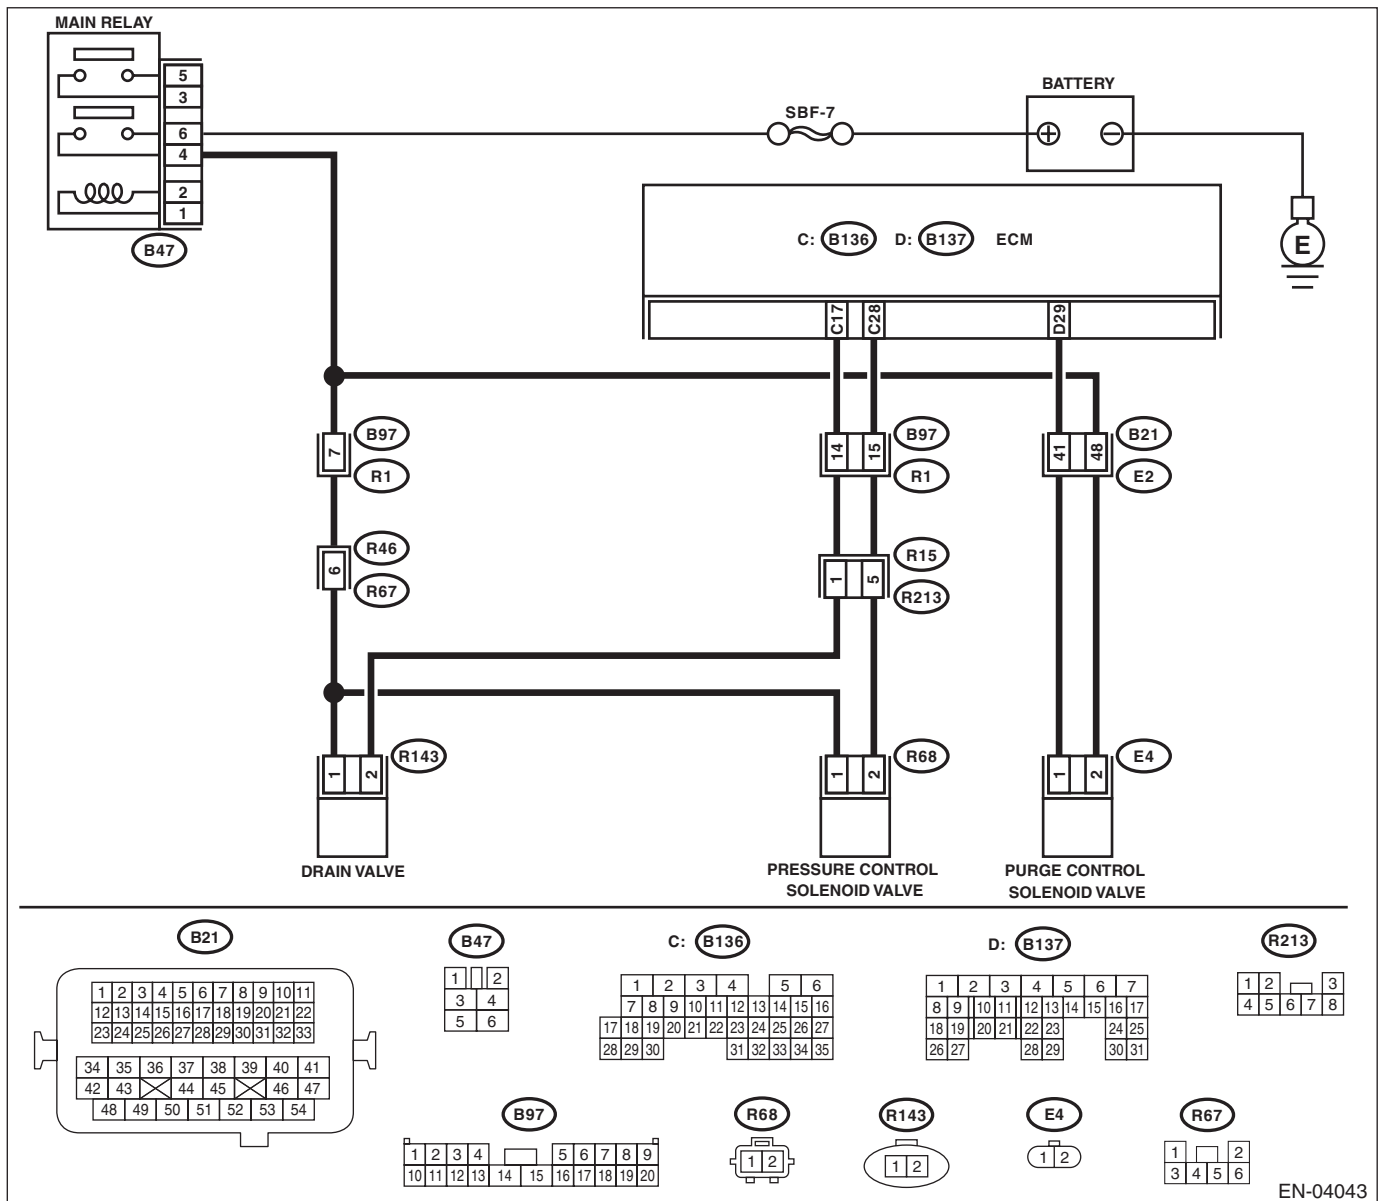 MAIN RELAY
5
3
6
4
2
1
B47
SBF-7
BATTERY
+ −
E
C: B136 D: B137 ECM
C17 C28 D29
7 B97 R1
14 15 B97 R1
41 48 B21 E2
6 R46 R67
1 5 R15 R213
1 2 R143
1 2 R68
1 2 E4
DRAIN VALVE
PRESSURE CONTROL
SOLENOID VALVE
PURGE CONTROL
SOLENOID VALVE
B21
1 2 3 4 5 6 7 8 9 10 11
12 13 14 15 16 17 18 19 20 21 22
23 24 25 26 27 28 29 30 31 32 33
34 35 36 37 38 39 40 41
42 43 44 45 46 47
48 49 50 51 52 53 54
B47
1 2
3 4
5 6
C: B136
1 2 3 4 5 6
7 8 9 10 11 12 13 14 15 16
17 18 19 20 21 22 23 24 25 26 27
28 29 30 31 32 33 34 35
D: B137
1 2 3 4 5 6 7
8 9 10 11 12 13 14 15 16 17
18 19 20 21 22 23 24 25
26 27 28 29 30 31
R213
1 2 3
4 5 6 7 8
B97
1 2 3 4 5 6 7 8 9
10 11 12 13 14 15 16 17 18 19 20
R68
1 2
R143
1 2
E4
1 2
R67
1 2
3 4 5 6
EN-04043